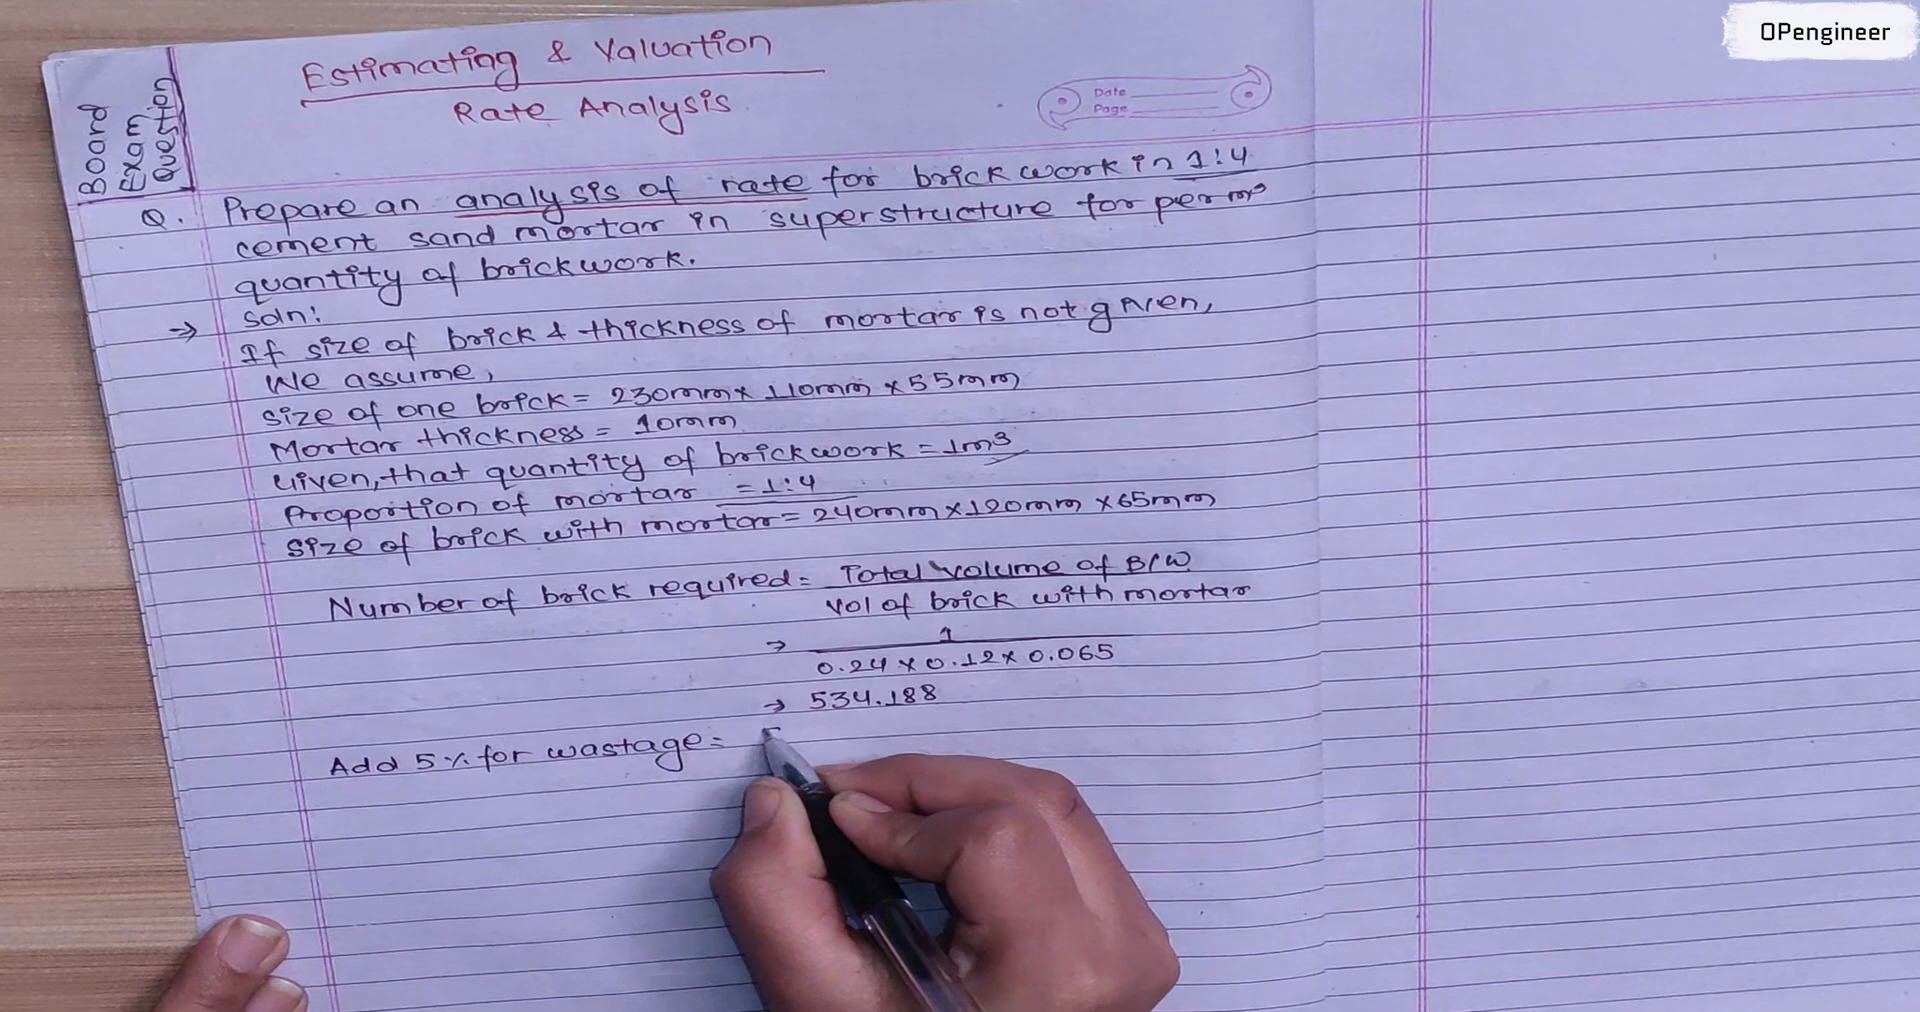 OPengineer
Estimating & Valuation
Rate Analysis
Date
Page
Board
Exam
Question
Q. Prepare an analysis of rate for brickwork in 1:4
cement sand mortar in superstructure for per m³
quantity of brickwork.
→ Soln:
If size of brick & thickness of mortar is not given,
We assume,
Size of one brick = 230mm × 110mm × 55mm
Mortar thickness = 10mm
Given, that quantity of brickwork = 1m³
Proportion of mortar = 1:4
Size of brick with mortar = 240mm × 120mm × 65mm
Number of brick required = Total volume of B/W
Vol of brick with mortar
→ 1
0.24 × 0.12 × 0.065
→ 534.188
Add 5% for wastage =